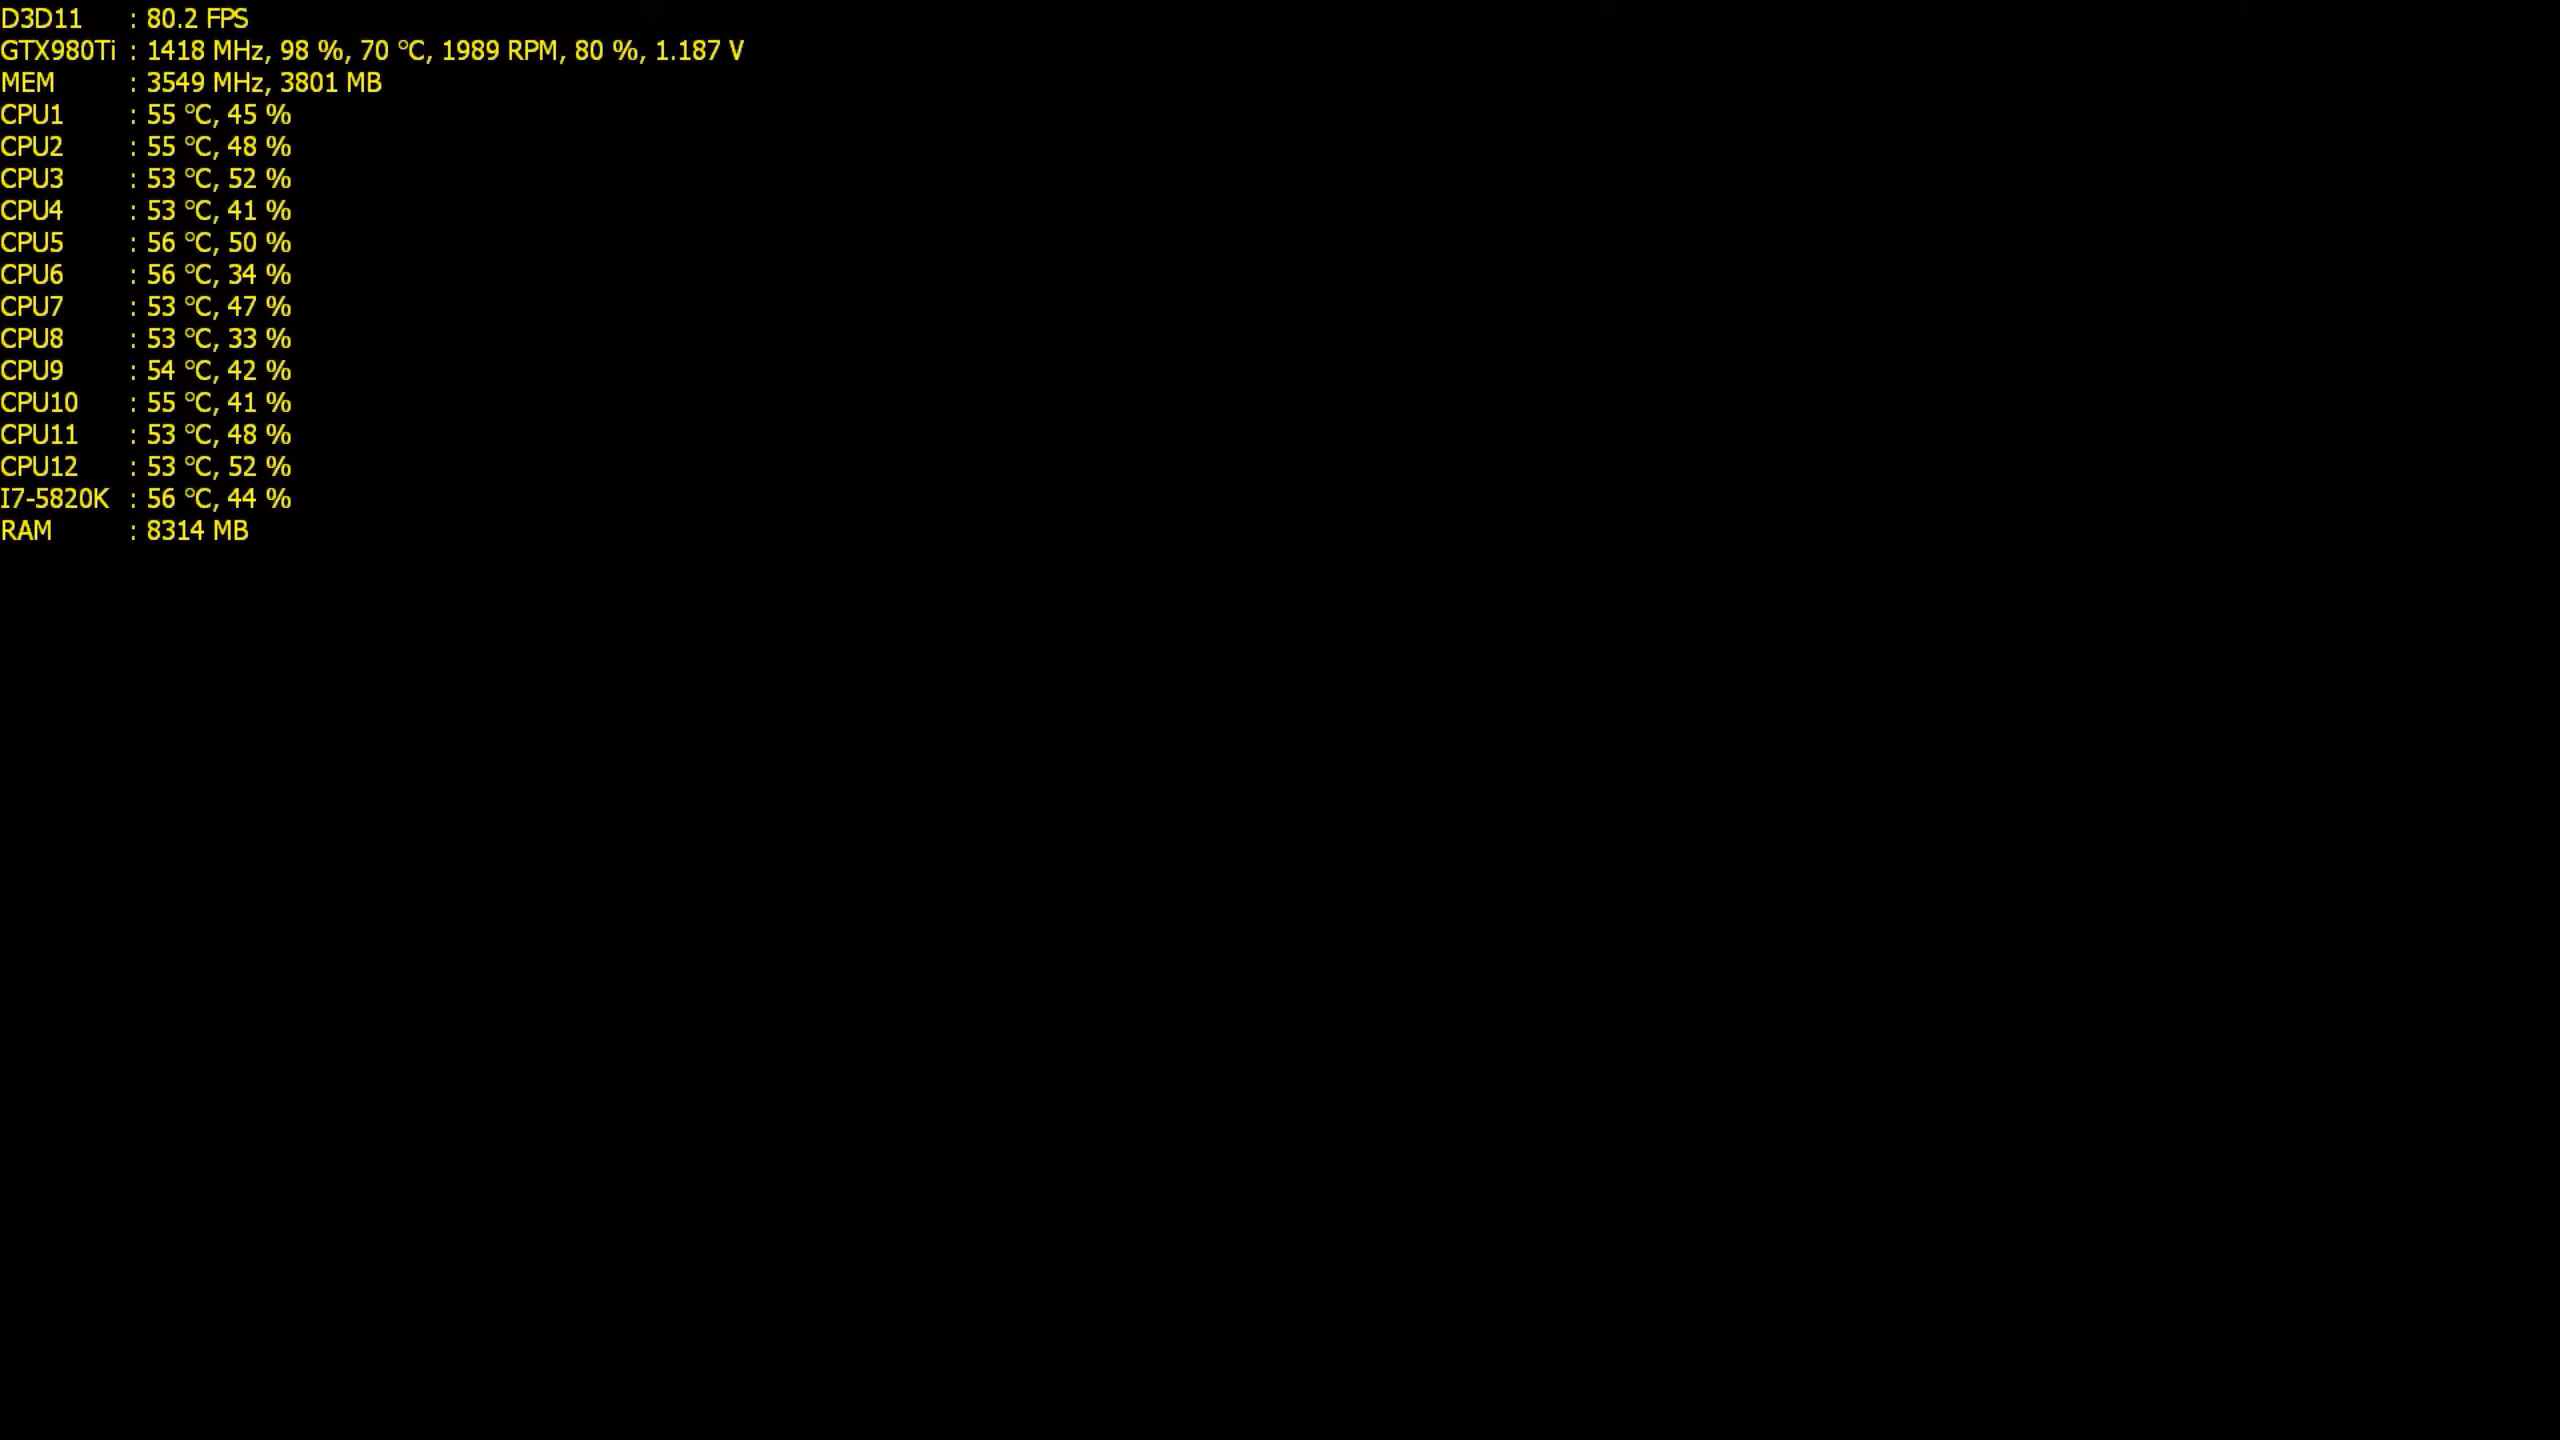 D3D11 : 80.2 FPS
GTX980Ti : 1418 MHz, 98 %, 70 °C, 1989 RPM, 80 %, 1.187 V
MEM : 3549 MHz, 3801 MB
CPU1 : 55 °C, 45 %
CPU2 : 55 °C, 48 %
CPU3 : 53 °C, 52 %
CPU4 : 53 °C, 41 %
CPU5 : 56 °C, 50 %
CPU6 : 56 °C, 34 %
CPU7 : 53 °C, 47 %
CPU8 : 53 °C, 33 %
CPU9 : 54 °C, 42 %
CPU10 : 55 °C, 41 %
CPU11 : 53 °C, 48 %
CPU12 : 53 °C, 52 %
I7-5820K : 56 °C, 44 %
RAM : 8314 MB